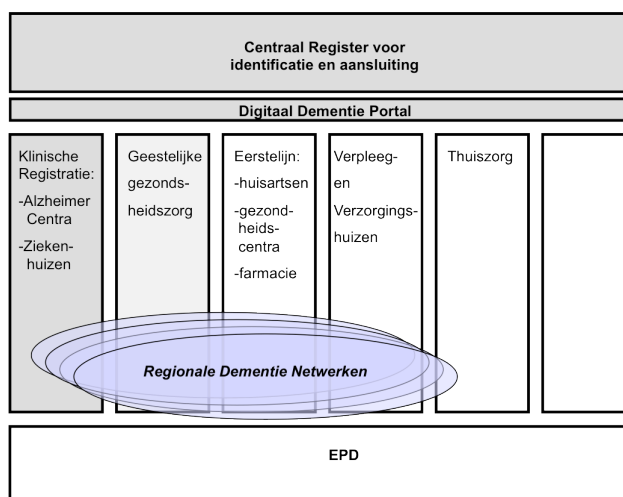 Centraal Register voor
identificatie en aansluiting
Digitaal Dementie Portal
Klinische
Registratie:
-Alzheimer
Centra
-Zieken-
huizen
Geestelijke
gezonds-
heidszorg
Eerstelijn:
-huisartsen
-gezond-
heids-
centra
-farmacie
Verpleeg-
en
Verzorgings-
huizen
Thuiszorg
Regionale Dementie Netwerken
EPD